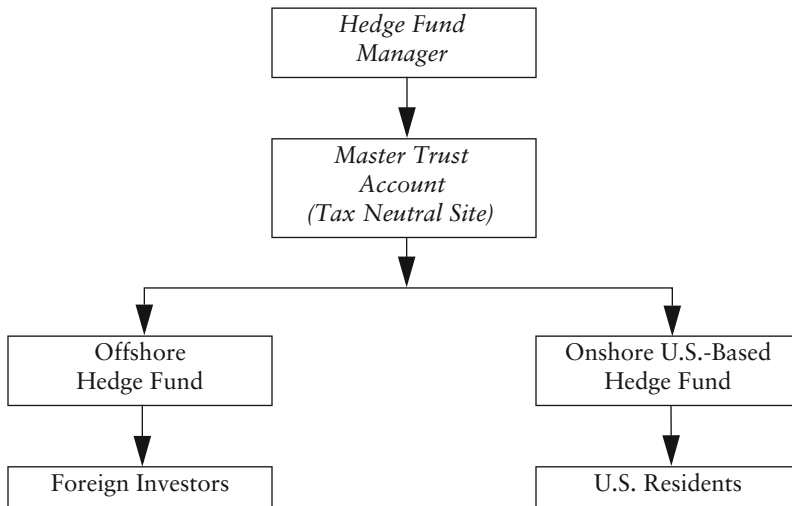 Hedge Fund
Manager
Master Trust
Account
(Tax Neutral Site)
Offshore
Hedge Fund
Onshore U.S.-Based
Hedge Fund
Foreign Investors
U.S. Residents